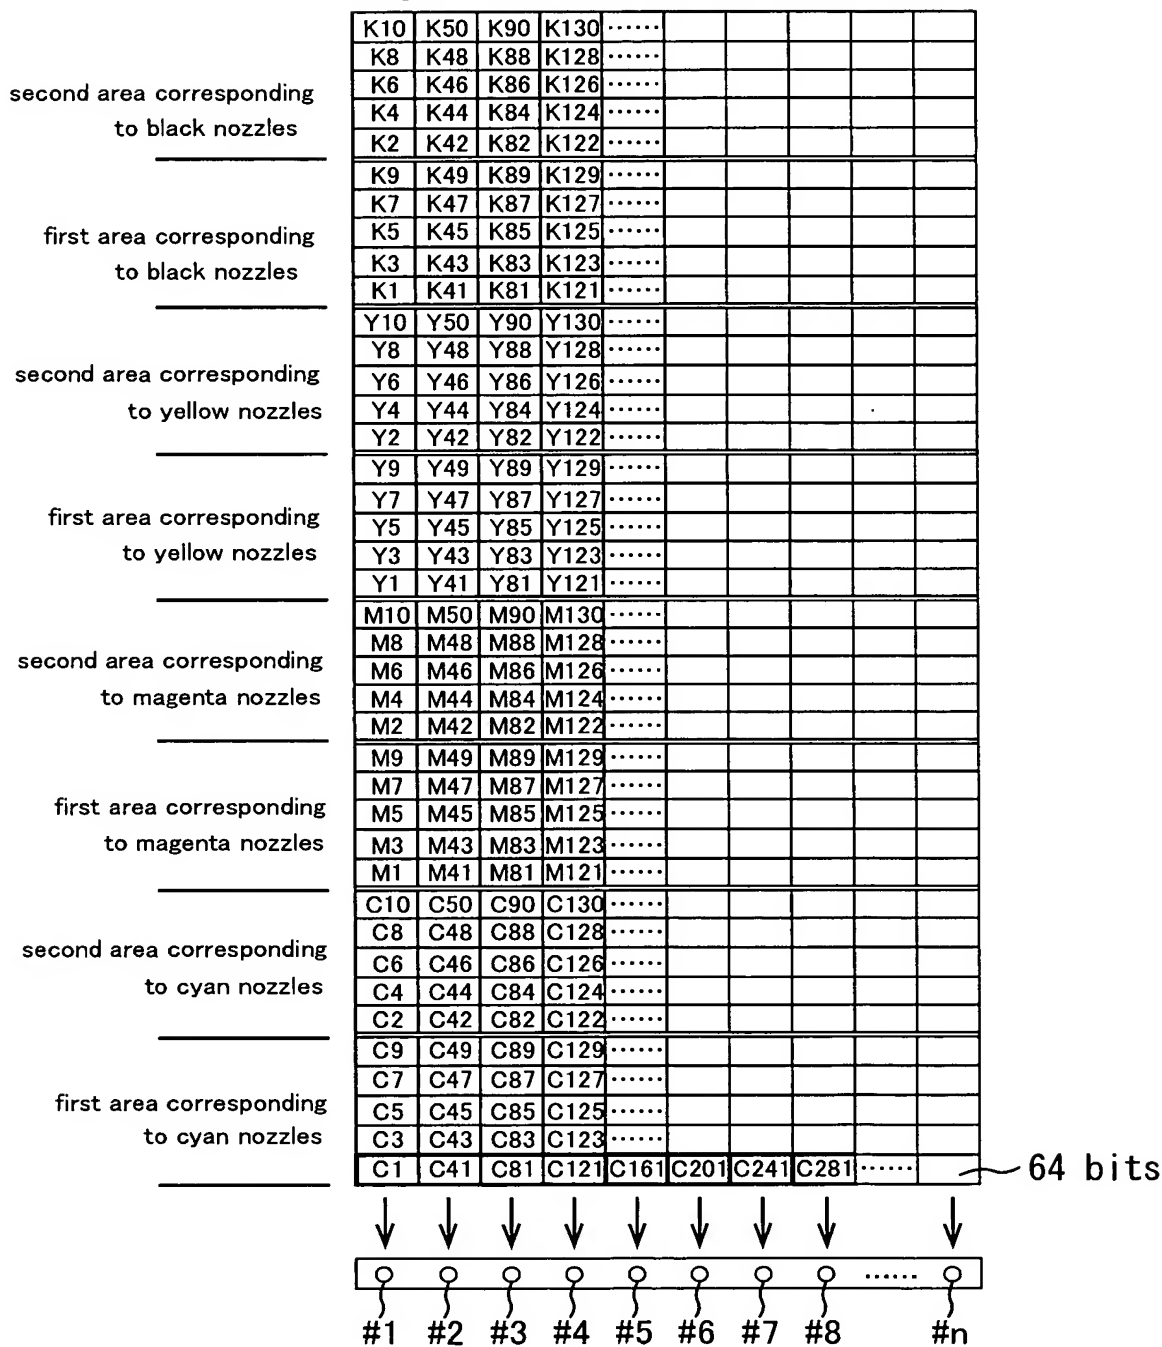 K10 K50 K90 K130 ······
K8 K48 K88 K128 ······
second area corresponding
K6 K46 K86 K126 ······
to black nozzles
K4 K44 K84 K124 ······
K2 K42 K82 K122 ······
K9 K49 K89 K129 ······
K7 K47 K87 K127 ······
first area corresponding
K5 K45 K85 K125 ······
to black nozzles
K3 K43 K83 K123 ······
K1 K41 K81 K121 ······
Y10 Y50 Y90 Y130 ······
Y8 Y48 Y88 Y128 ······
second area corresponding
Y6 Y46 Y86 Y126 ······
to yellow nozzles
Y4 Y44 Y84 Y124 ······
Y2 Y42 Y82 Y122 ······
Y9 Y49 Y89 Y129 ······
Y7 Y47 Y87 Y127 ······
first area corresponding
Y5 Y45 Y85 Y125 ······
to yellow nozzles
Y3 Y43 Y83 Y123 ······
Y1 Y41 Y81 Y121 ······
M10 M50 M90 M130 ······
M8 M48 M88 M128 ······
second area corresponding
M6 M46 M86 M126 ······
to magenta nozzles
M4 M44 M84 M124 ······
M2 M42 M82 M122 ······
M9 M49 M89 M129 ······
M7 M47 M87 M127 ······
first area corresponding
M5 M45 M85 M125 ······
to magenta nozzles
M3 M43 M83 M123 ······
M1 M41 M81 M121 ······
C10 C50 C90 C130 ······
C8 C48 C88 C128 ······
second area corresponding
C6 C46 C86 C126 ······
to cyan nozzles
C4 C44 C84 C124 ······
C2 C42 C82 C122 ······
C9 C49 C89 C129 ······
C7 C47 C87 C127 ······
first area corresponding
C5 C45 C85 C125 ······
to cyan nozzles
C3 C43 C83 C123 ······
C1 C41 C81 C121 C161 C201 C241 C281 ······ 64 bits
······
#1 #2 #3 #4 #5 #6 #7 #8 #n